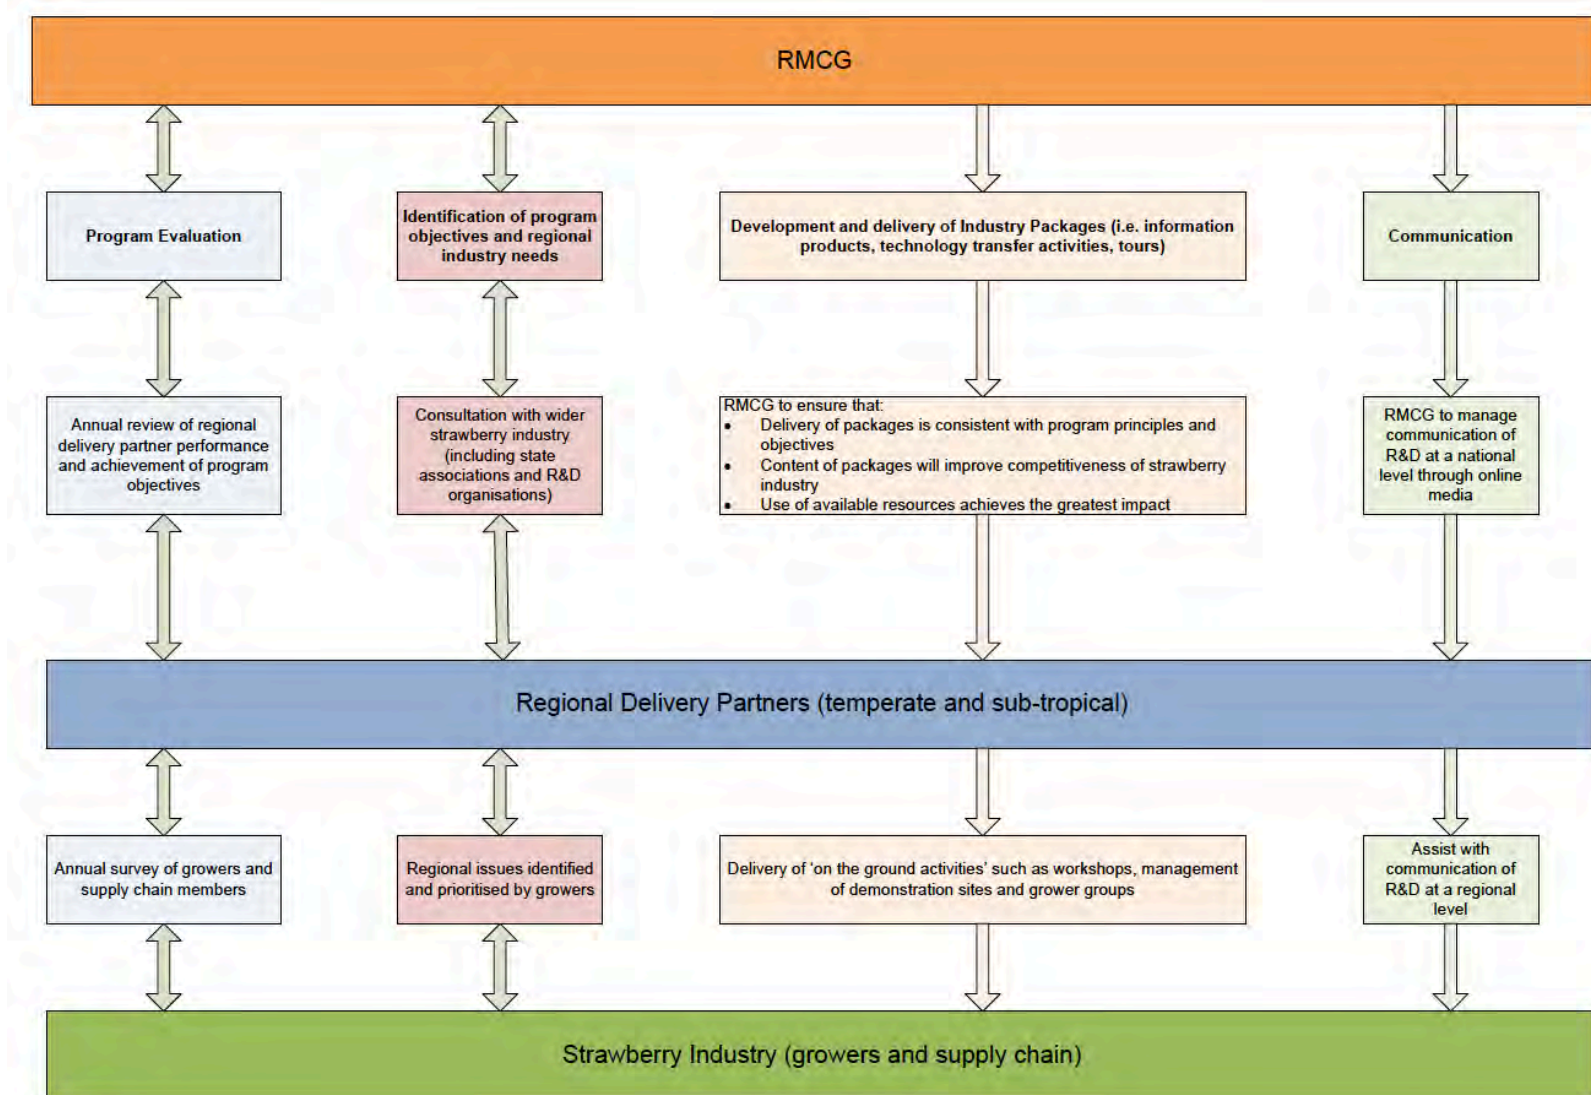 RMCG
Program Evaluation
Identification of program
objectives and regional
industry needs
Development and delivery of Industry Packages (i.e. information
products, technology transfer activities, tours)
Communication
Annual review of regional
delivery partner performance
and achievement of program
objectives
Consultation with wider
strawberry industry
(including state
associations and R&D
organisations)
RMCG to ensure that:
• Delivery of packages is consistent with program principles and
objectives
• Content of packages will improve competitiveness of strawberry
industry
• Use of available resources achieves the greatest impact
RMCG to manage
communication of
R&D at a national
level through online
media
Regional Delivery Partners (temperate and sub-tropical)
Annual survey of growers and
supply chain members
Regional issues identified
and prioritised by growers
Delivery of 'on the ground activities' such as workshops, management
of demonstration sites and grower groups
Assist with
communication of
R&D at a regional
level
Strawberry Industry (growers and supply chain)